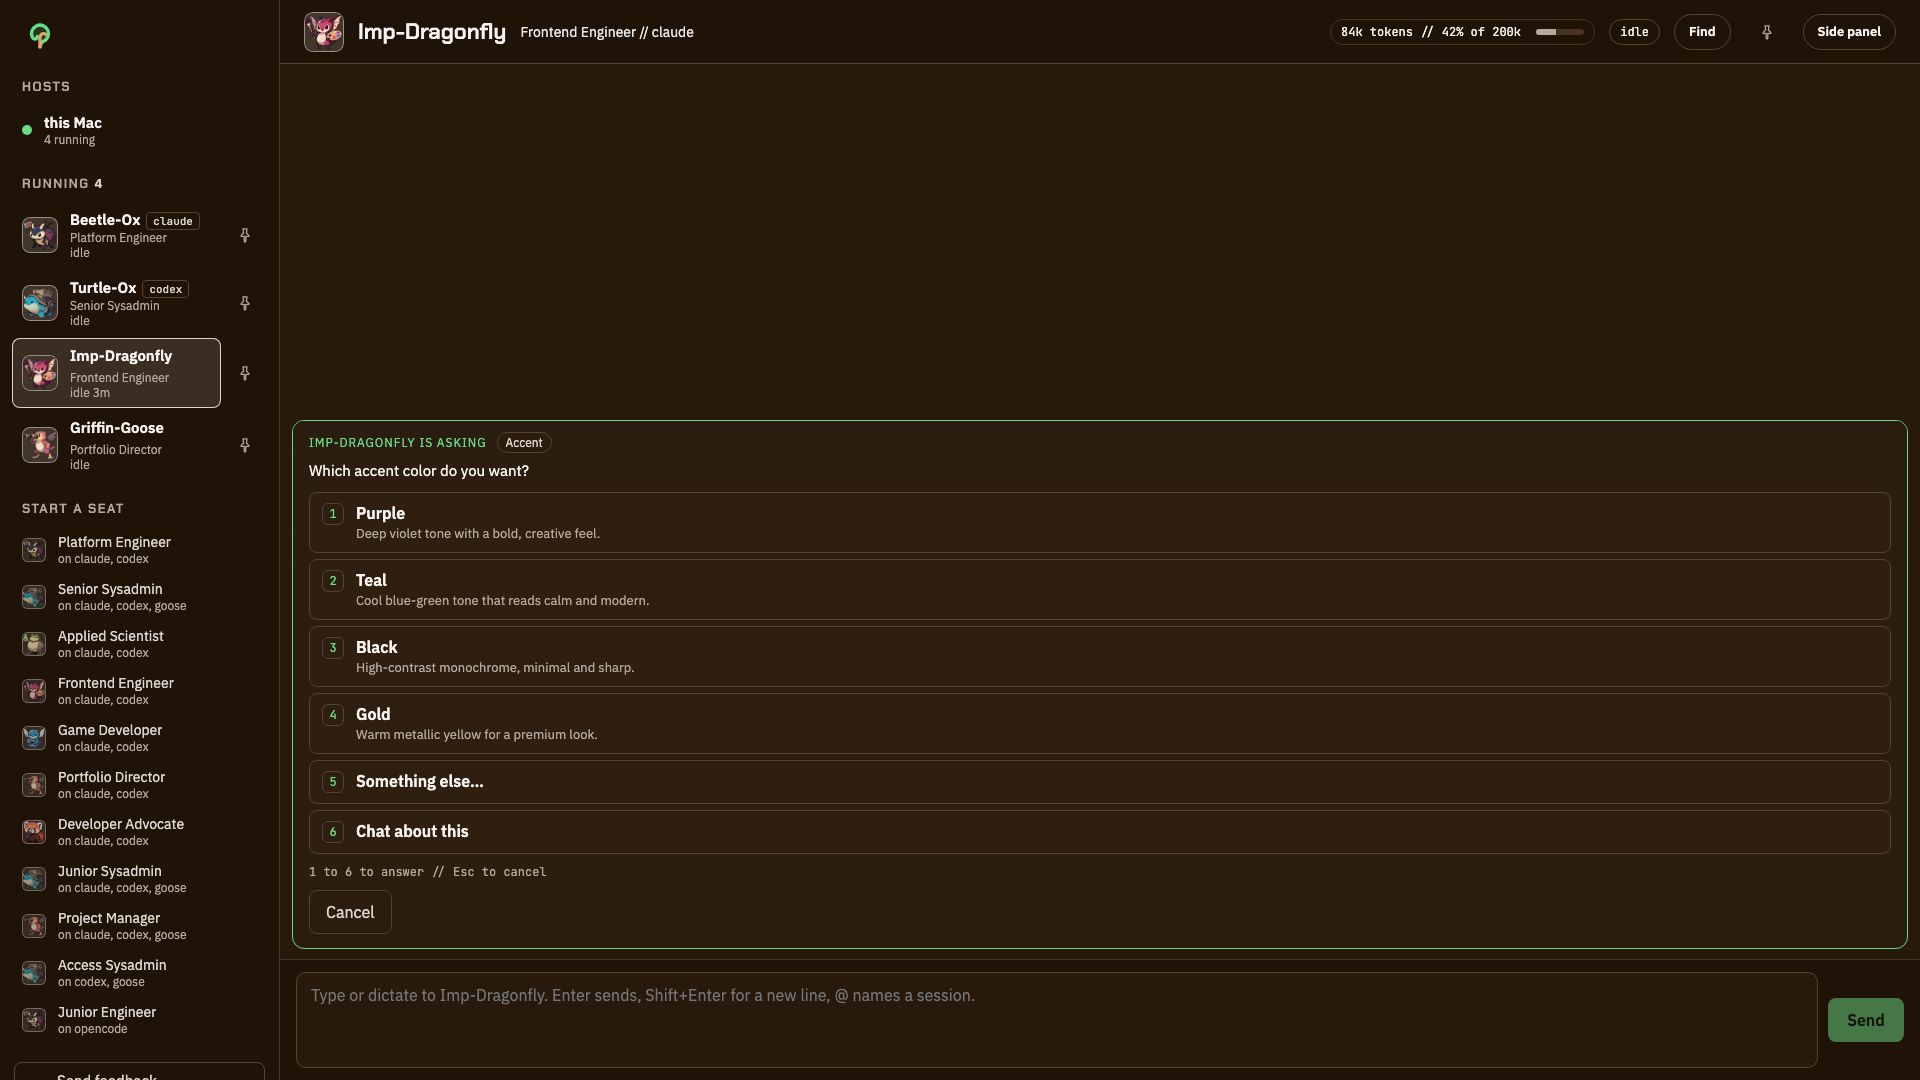 HOSTS
this Mac
4 running
RUNNING 4
Beetle-Ox claude
Platform Engineer
idle
Turtle-Ox codex
Senior Sysadmin
idle
Imp-Dragonfly
Frontend Engineer
idle 3m
Griffin-Goose
Portfolio Director
idle
START A SEAT
Platform Engineer
on claude, codex
Senior Sysadmin
on claude, codex, goose
Applied Scientist
on claude, codex
Frontend Engineer
on claude, codex
Game Developer
on claude, codex
Portfolio Director
on claude, codex
Developer Advocate
on claude, codex
Junior Sysadmin
on claude, codex, goose
Project Manager
on claude, codex, goose
Access Sysadmin
on codex, goose
Junior Engineer
on opencode
Send feedback
Imp-Dragonfly Frontend Engineer // claude
84k tokens // 42% of 200k
idle
Find
Side panel
IMP-DRAGONFLY IS ASKING Accent
Which accent color do you want?
1 Purple
Deep violet tone with a bold, creative feel.
2 Teal
Cool blue-green tone that reads calm and modern.
3 Black
High-contrast monochrome, minimal and sharp.
4 Gold
Warm metallic yellow for a premium look.
5 Something else...
6 Chat about this
1 to 6 to answer // Esc to cancel
Cancel
Type or dictate to Imp-Dragonfly. Enter sends, Shift+Enter for a new line, @ names a session.
Send